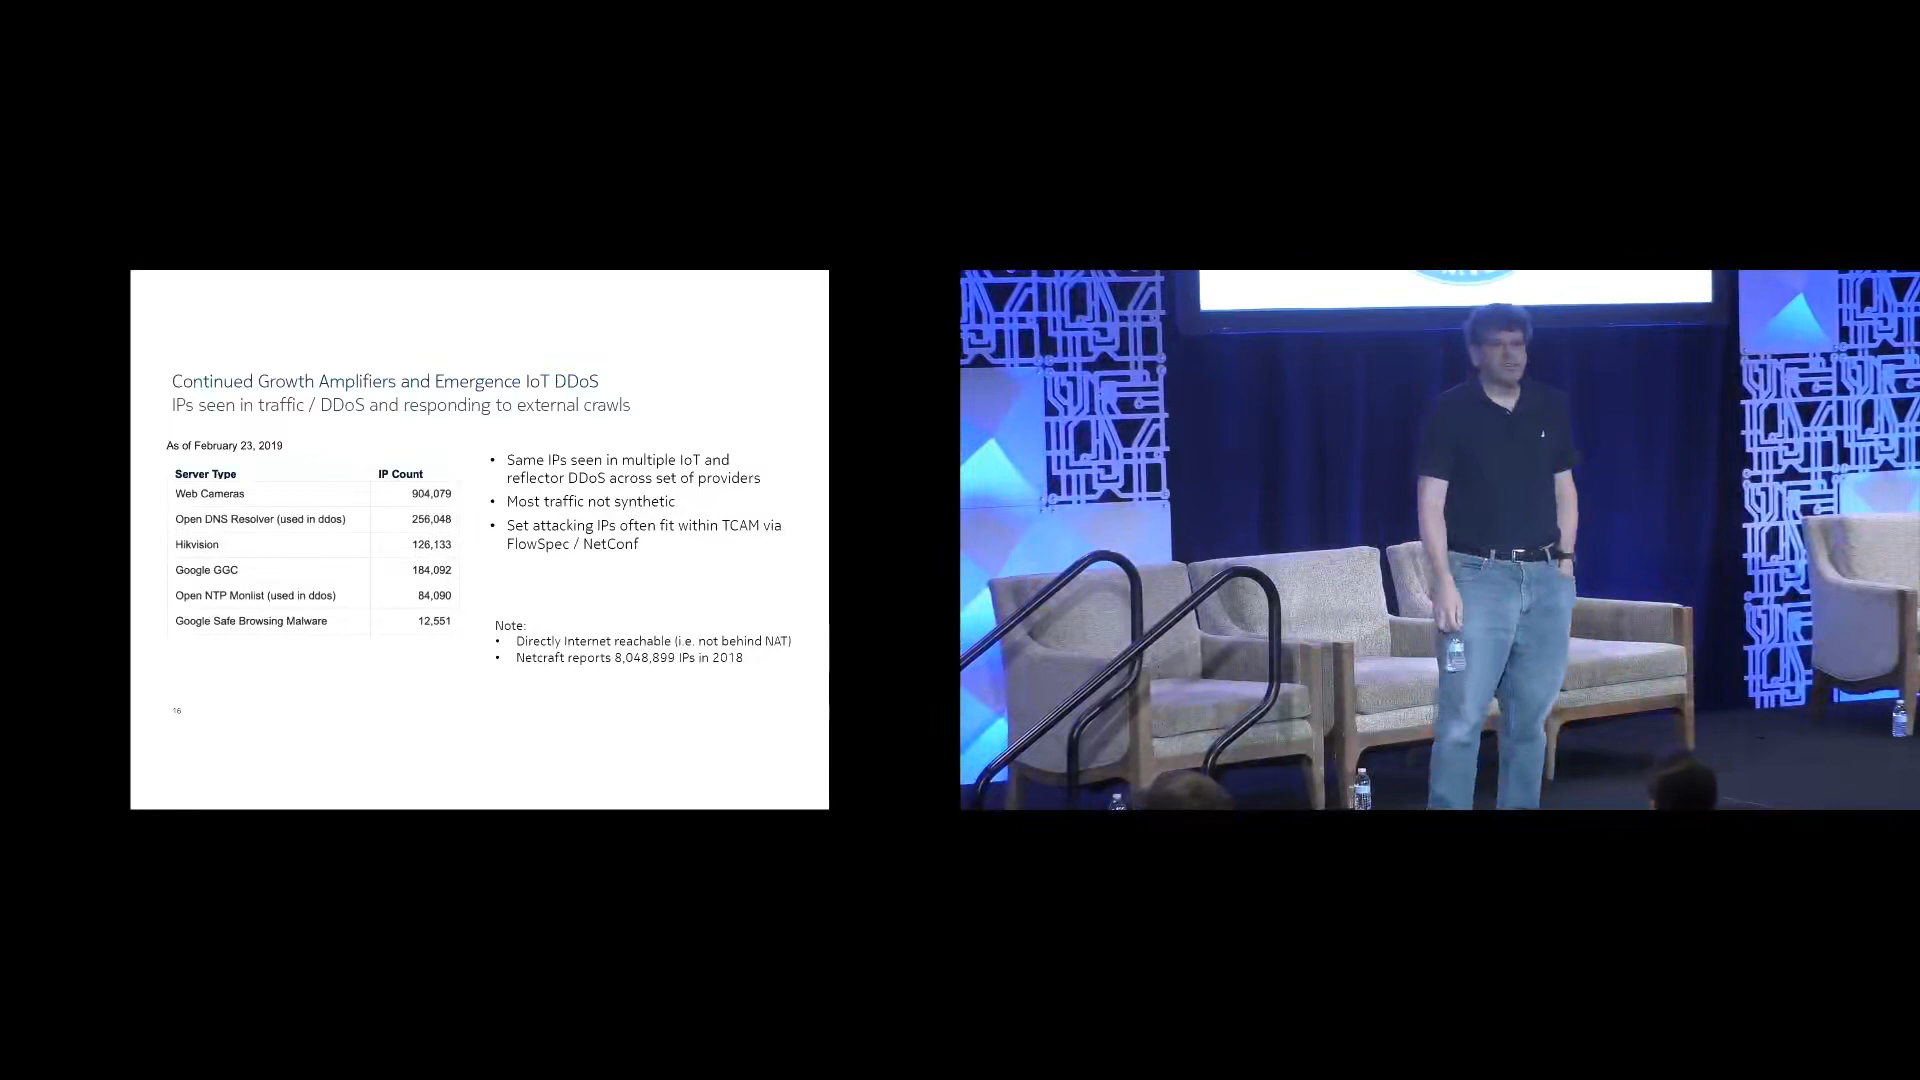 Continued Growth Amplifiers and Emergence IoT DDoS
IPs seen in traffic / DDoS and responding to external crawls
As of February 23, 2019
Server Type IP Count
Web Cameras 904,079
Open DNS Resolver (used in ddos) 256,048
Hikvision 126,133
Google GGC 184,092
Open NTP Monlist (used in ddos) 84,090
Google Safe Browsing Malware 12,551
• Same IPs seen in multiple IoT and
reflector DDoS across set of providers
• Most traffic not synthetic
• Set attacking IPs often fit within TCAM via
FlowSpec / NetConf
Note:
• Directly Internet reachable (i.e. not behind NAT)
• Netcraft reports 8,048,899 IPs in 2018
16